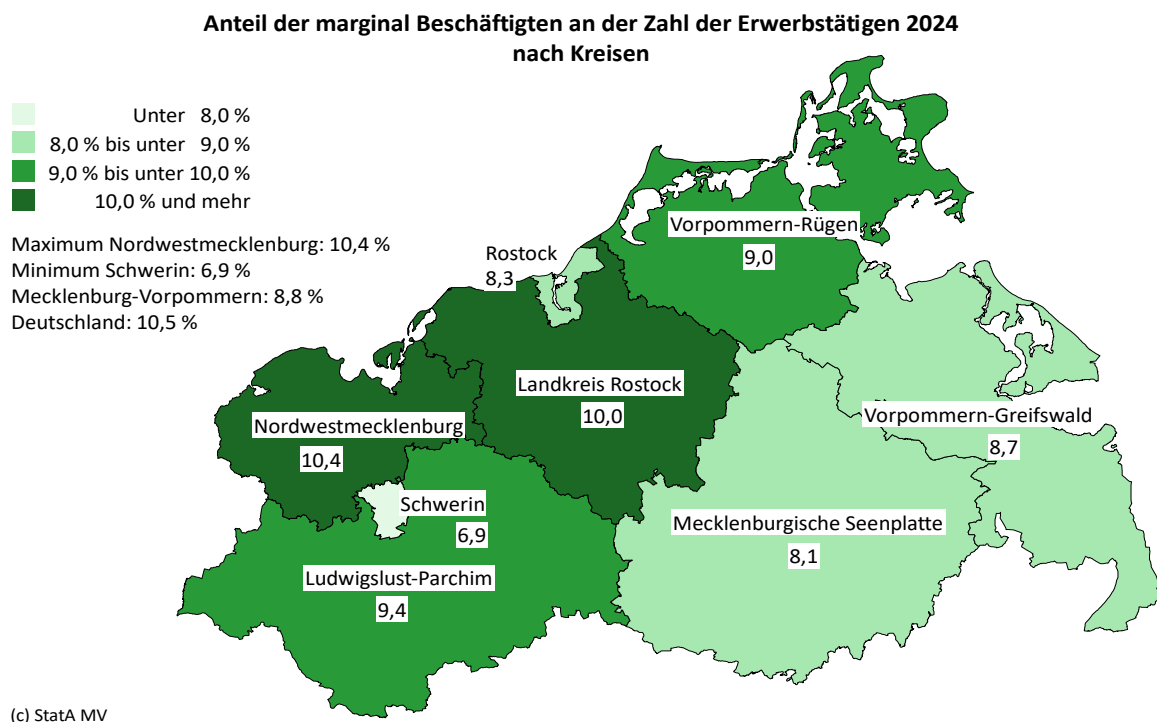 Anteil der marginal Beschäftigten an der Zahl der Erwerbstätigen 2024
nach Kreisen
Unter 8,0 %
8,0 % bis unter 9,0 %
9,0 % bis unter 10,0 %
10,0 % und mehr
Maximum Nordwestmecklenburg: 10,4 %
Minimum Schwerin: 6,9 %
Mecklenburg-Vorpommern: 8,8 %
Deutschland: 10,5 %
Vorpommern-Rügen
9,0
Rostock
8,3
Landkreis Rostock
10,0
Nordwestmecklenburg
10,4
Vorpommern-Greifswald
8,7
Schwerin
6,9
Mecklenburgische Seenplatte
8,1
Ludwigslust-Parchim
9,4
(c) StatA MV